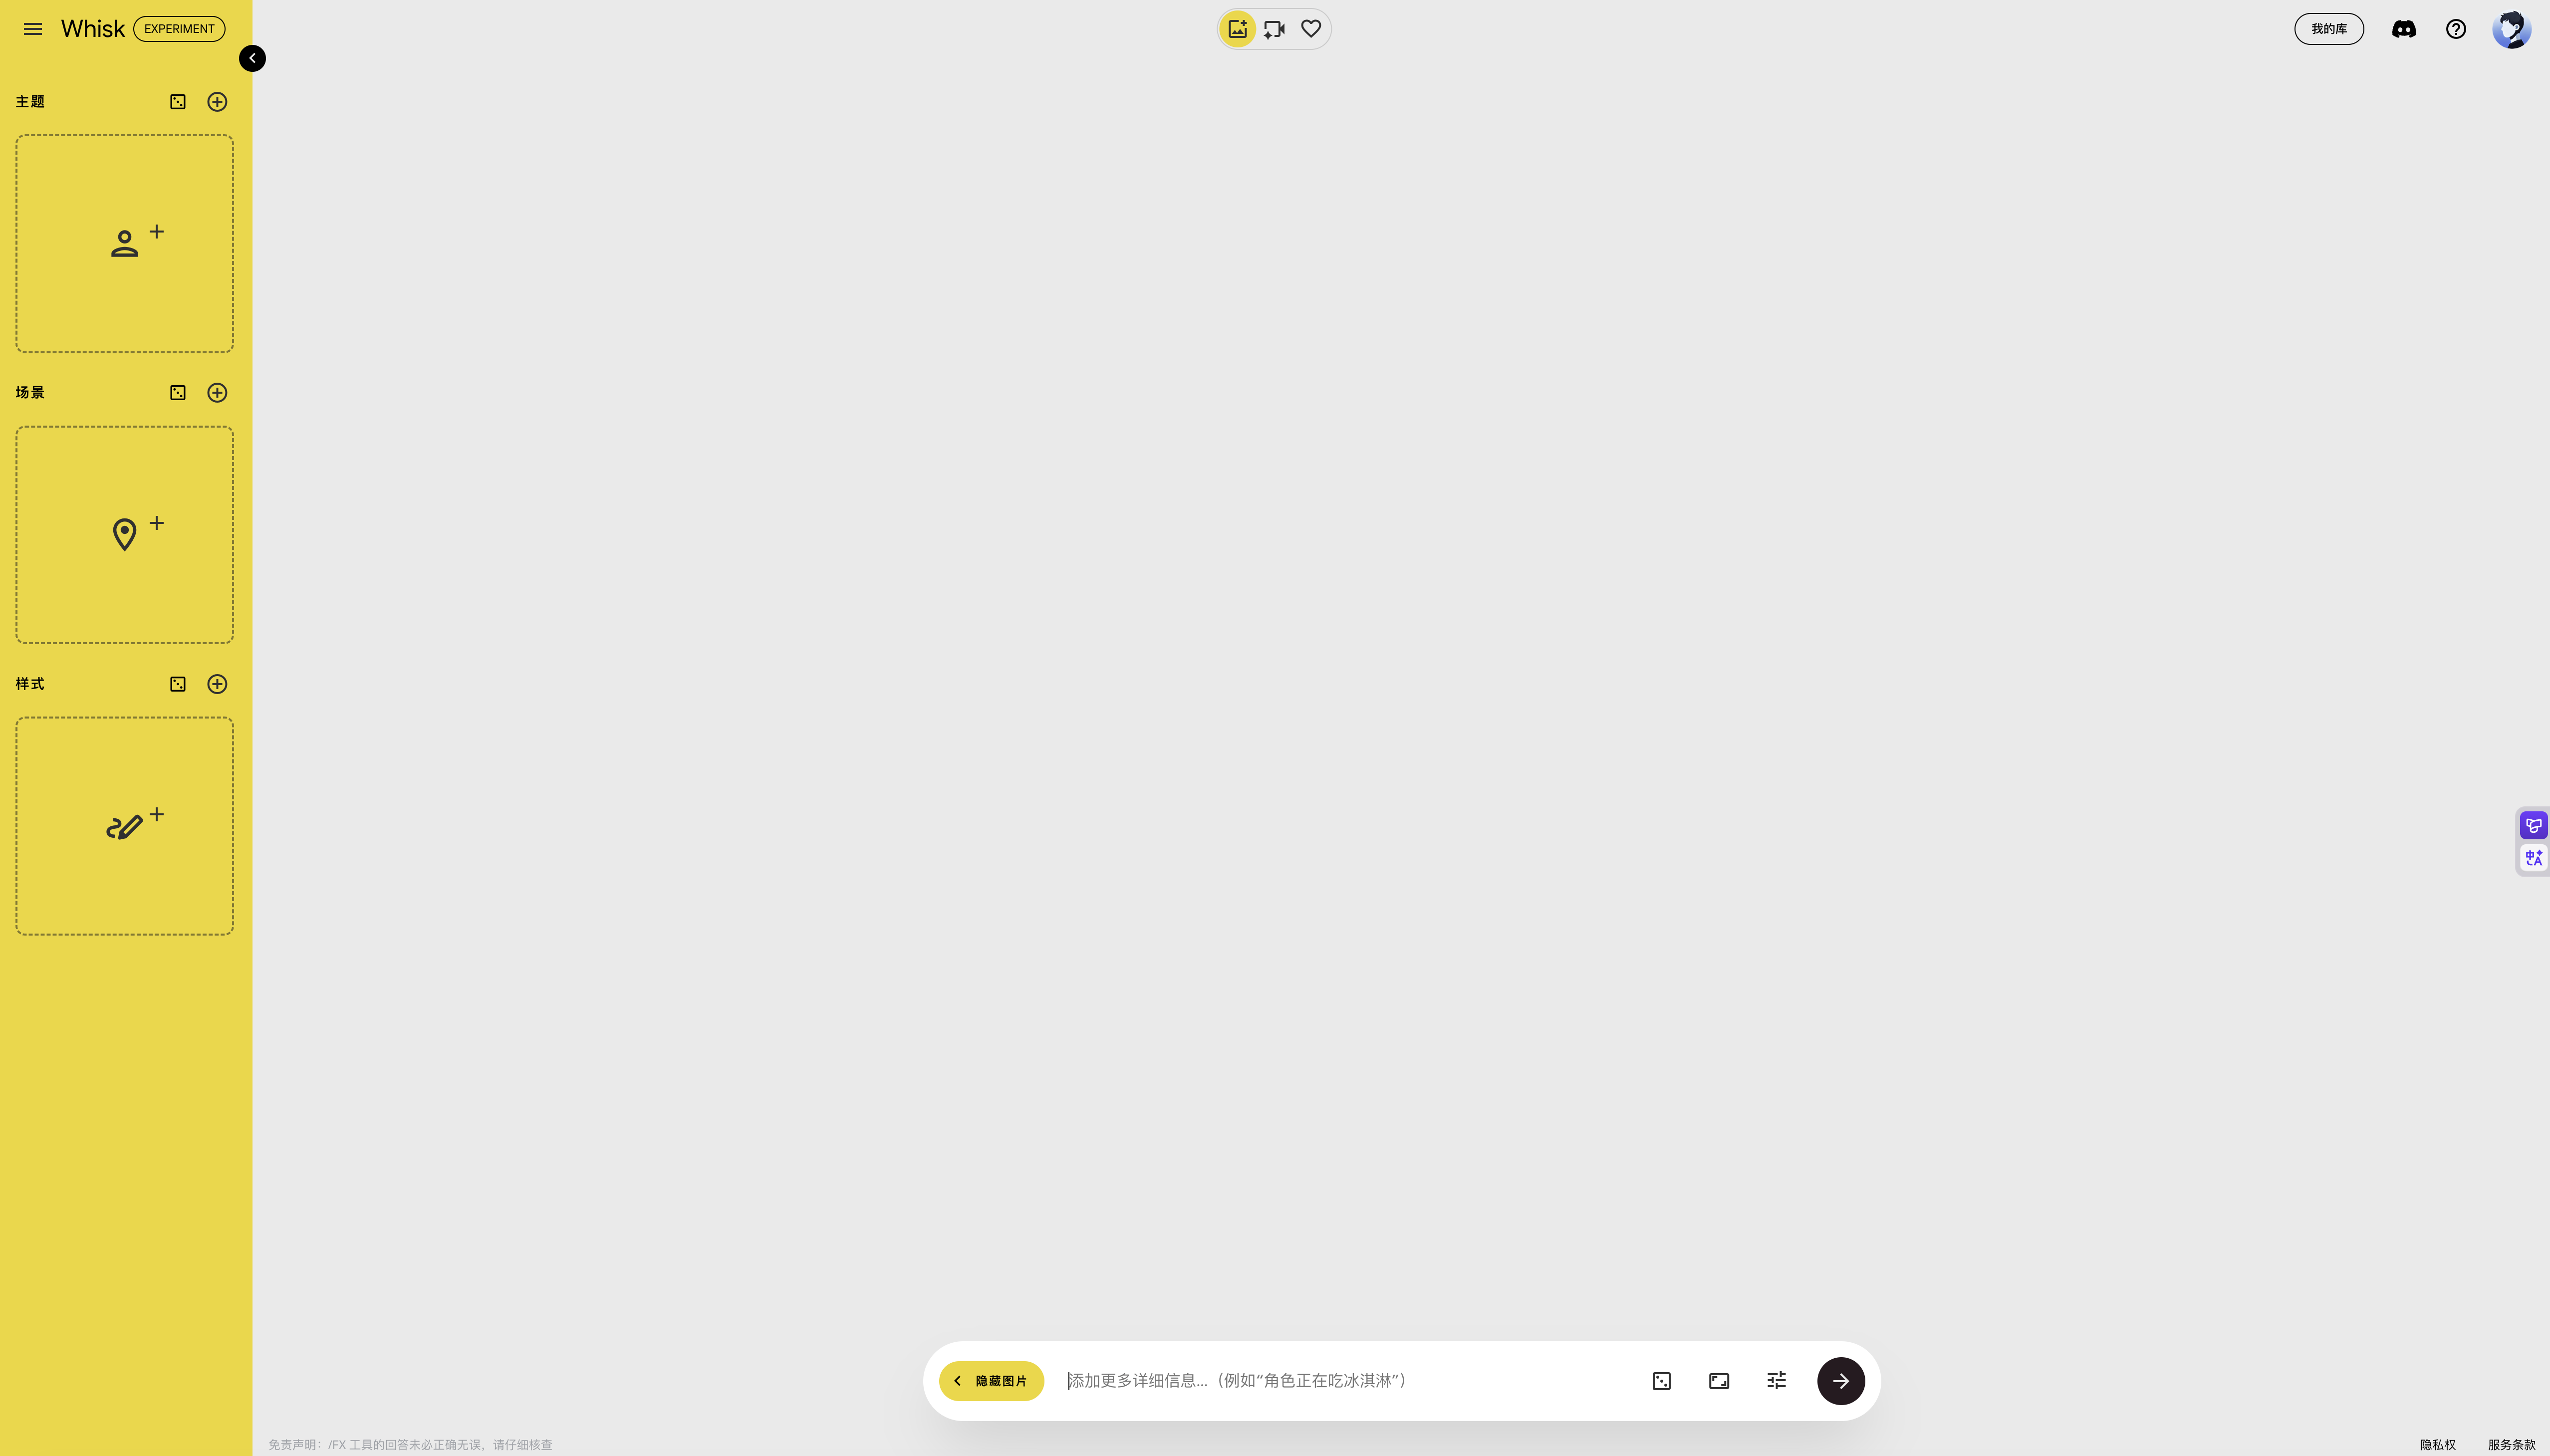 Whisk EXPERIMENT
我的库
主题
场景
样式
隐藏图片
添加更多详细信息...（例如“角色正在吃冰淇淋”）
免责声明：/FX 工具的回答未必正确无误，请仔细核查
隐私权 服务条款